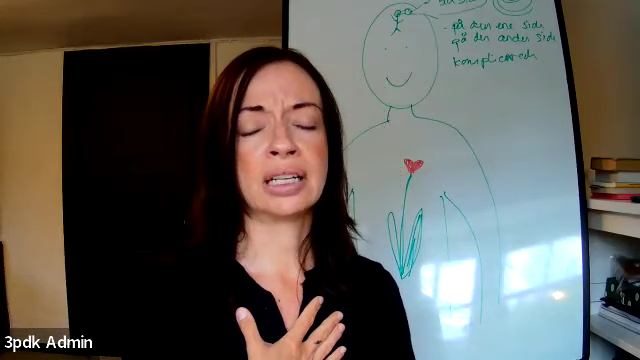 - på den ene side
på den anden side
kompliceret
3pdk Admin